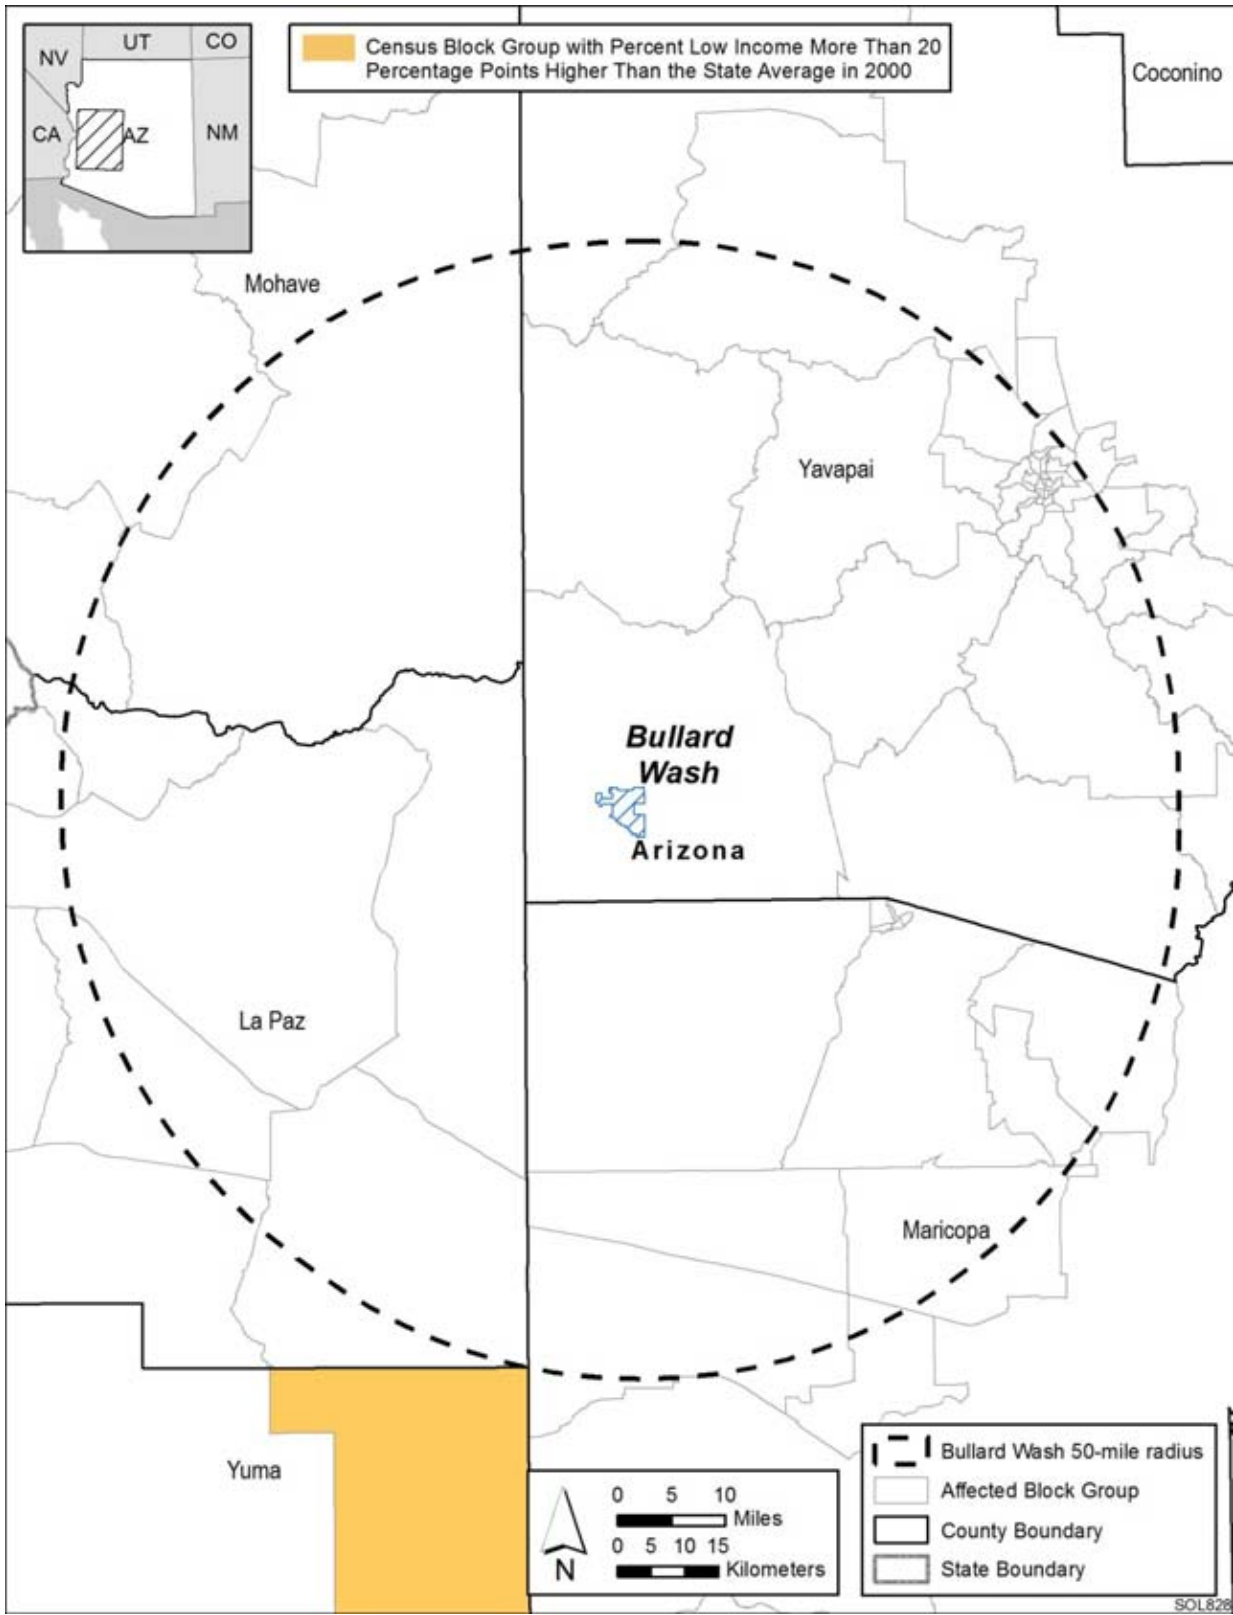 NV
UT
CO
CA
AZ
NM
Census Block Group with Percent Low Income More Than 20
Percentage Points Higher Than the State Average in 2000
Coconino
Mohave
Yavapai
Bullard
Wash
Arizona
La Paz
Maricopa
Yuma
0 5 10
Miles
0 5 10 15
Kilometers
N
Bullard Wash 50-mile radius
Affected Block Group
County Boundary
State Boundary
SOL828